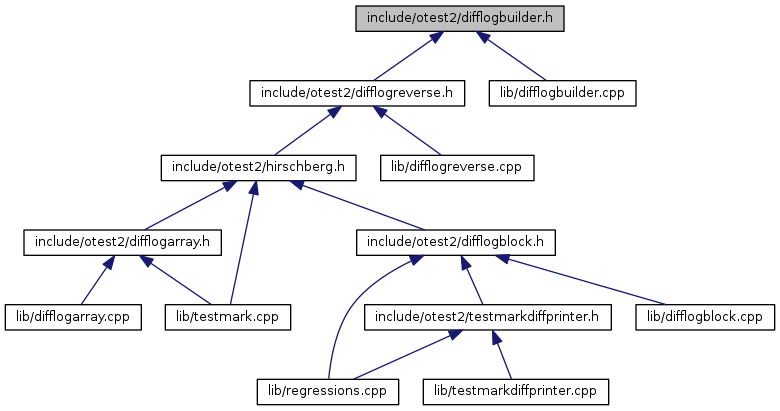 include/otest2/difflogbuilder.h
include/otest2/difflogreverse.h
lib/difflogbuilder.cpp
include/otest2/hirschberg.h
lib/difflogreverse.cpp
include/otest2/difflogarray.h
include/otest2/difflogblock.h
lib/difflogarray.cpp
lib/testmark.cpp
include/otest2/testmarkdiffprinter.h
lib/difflogblock.cpp
lib/regressions.cpp
lib/testmarkdiffprinter.cpp